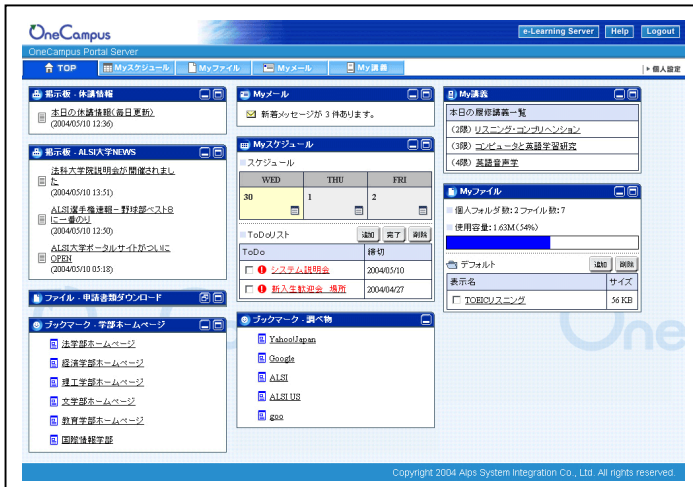 OneCampus
e-Learning Server Help Logout
OneCampus Portal Server
TOP Myスケジュール Myファイル Myメール My講義
個人設定
掲示板 - 休講情報
本日の休講情報(毎日更新)
(2004/05/10 12:36)
掲示板 - ALSI大学NEWS
法科大学院説明会が開催されまし
た
(2004/05/10 13:51)
ALSI選手権速報-野球部ベスト8
に一番のり
(2004/05/10 12:50)
ALSI大学ポータルサイトがついに
OPEN
(2004/05/10 05:18)
ファイル - 申請書類ダウンロード
ブックマーク - 学部ホームページ
法学部ホームページ
経済学部ホームページ
理工学部ホームページ
文学部ホームページ
教育学部ホームページ
国際情報学部
Myメール
新着メッセージが 3 件あります。
Myスケジュール
スケジュール
WED THU FRI
30 1 2
ToDoリスト 追加 完了 削除
ToDo 締切
システム説明会 2004/05/10
新入生歓迎会 場所 2004/04/27
ブックマーク - 調べ物
Yahoo!Japan
Google
ALSI
ALSI US
goo
My講義
本日の履修講義一覧
(2限) リスニング・コンプリヘンション
(3限) コンピュータと英語学習研究
(4限) 英語音声学
Myファイル
個人フォルダ数:2 ファイル数:7
使用容量:1.63M(54%)
デフォルト 追加 削除
表示名 サイズ
TOEICリスニング 56 KB
One
Copyright 2004 Alps System Integration Co., Ltd. All rights reserved.